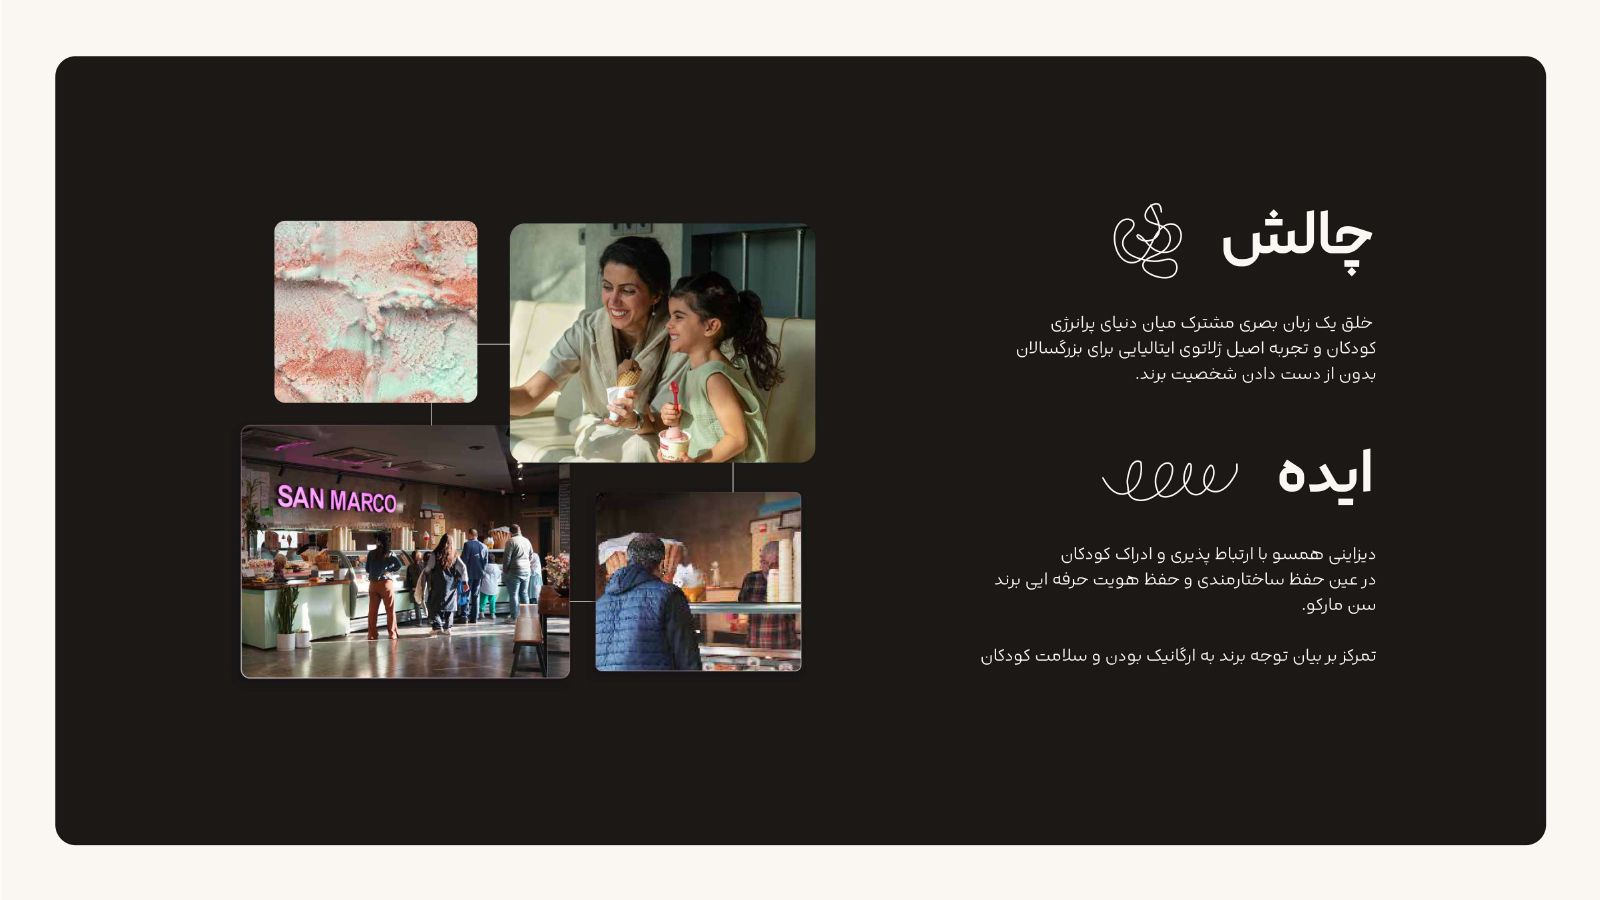 چالش
خلق یک زبان بصری مشترک میان دنیای پرانرژی
کودکان و تجربه اصیل ژلاتوی ایتالیایی برای بزرگسالان
بدون از دست دادن شخصیت برند.
ایده
دیزاینی همسو با ارتباط پذیری و ادراک کودکان
در عین حفظ ساختارمندی و حفظ هویت حرفه ایی برند
سن مارکو.
تمرکز بر بیان توجه برند به ارگانیک بودن و سلامت کودکان
SAN MARCO